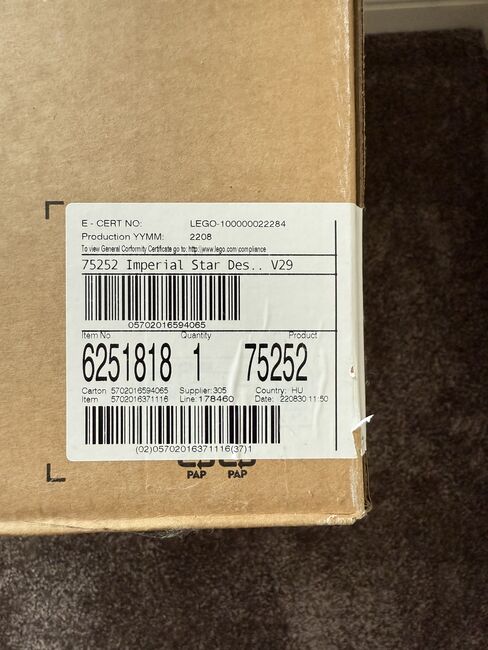 E - CERT NO: LEGO-100000022284
Production YYMM: 2208
To view General Conformity Certificate go to: http://www.lego.com/compliance
75252 Imperial Star Des.. V29
05702016594065
Item No Quantity Product
6251818 1 75252
Carton 5702016594065 Supplier: 305 Country: HU
Item 5702016371116 Line: 178460 Date: 220830 11:50
(02)05702016371116(37)1
PAP PAP